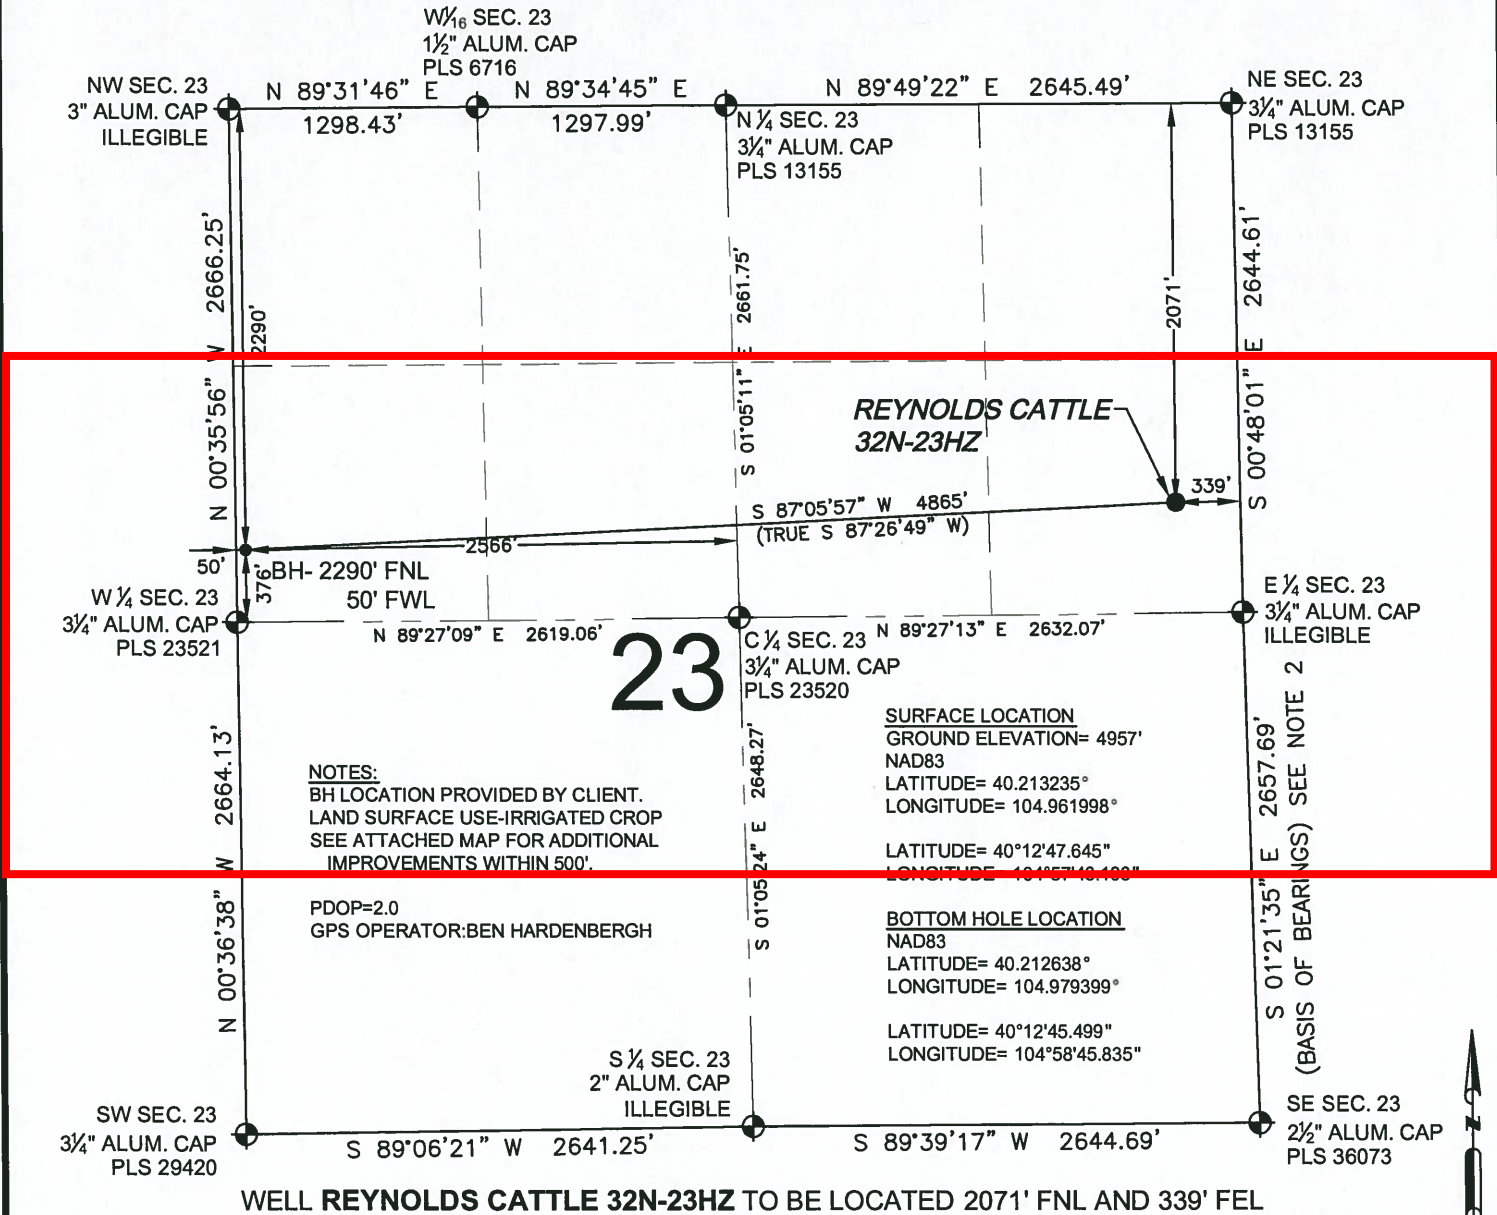 W 1/16 SEC. 23
1½" ALUM. CAP
PLS 6716
NW SEC. 23
3" ALUM. CAP
ILLEGIBLE
N 89°31'46" E
1298.43'
N 89°34'45" E
1297.99'
N 89°49'22" E 2645.49'
NE SEC. 23
3¼" ALUM. CAP
PLS 13155
N ¼ SEC. 23
3¼" ALUM. CAP
PLS 13155
N 00°35'56" W 2666.25'
2290'
S 01°05'11" E 2661.75'
2071'
S 00°48'01" E 2644.61'
REYNOLDS CATTLE
32N-23HZ
339'
S 87°05'57" W 4865'
(TRUE S 87°26'49" W)
2566'
50'
376'
BH- 2290' FNL
50' FWL
W ¼ SEC. 23
3¼" ALUM. CAP
PLS 23521
N 89°27'09" E 2619.06'
N 89°27'13" E 2632.07'
E ¼ SEC. 23
3¼" ALUM. CAP
ILLEGIBLE
23
C ¼ SEC. 23
3¼" ALUM. CAP
PLS 23520
N 00°36'38" W 2664.13'
NOTES:
BH LOCATION PROVIDED BY CLIENT.
LAND SURFACE USE-IRRIGATED CROP
SEE ATTACHED MAP FOR ADDITIONAL
IMPROVEMENTS WITHIN 500'.
PDOP=2.0
GPS OPERATOR:BEN HARDENBERGH
S 01°05'24" E 2648.27'
SURFACE LOCATION
GROUND ELEVATION= 4957'
NAD83
LATITUDE= 40.213235°
LONGITUDE= 104.961998°
LATITUDE= 40°12'47.645"
LONGITUDE=
BOTTOM HOLE LOCATION
NAD83
LATITUDE= 40.212638°
LONGITUDE= 104.979399°
LATITUDE= 40°12'45.499"
LONGITUDE= 104°58'45.835"
S 01°21'35" E 2657.69'
(BASIS OF BEARINGS) SEE NOTE 2
S ¼ SEC. 23
2" ALUM. CAP
ILLEGIBLE
SW SEC. 23
3¼" ALUM. CAP
PLS 29420
S 89°06'21" W 2641.25'
S 89°39'17" W 2644.69'
SE SEC. 23
2½" ALUM. CAP
PLS 36073
N
WELL REYNOLDS CATTLE 32N-23HZ TO BE LOCATED 2071' FNL AND 339' FEL